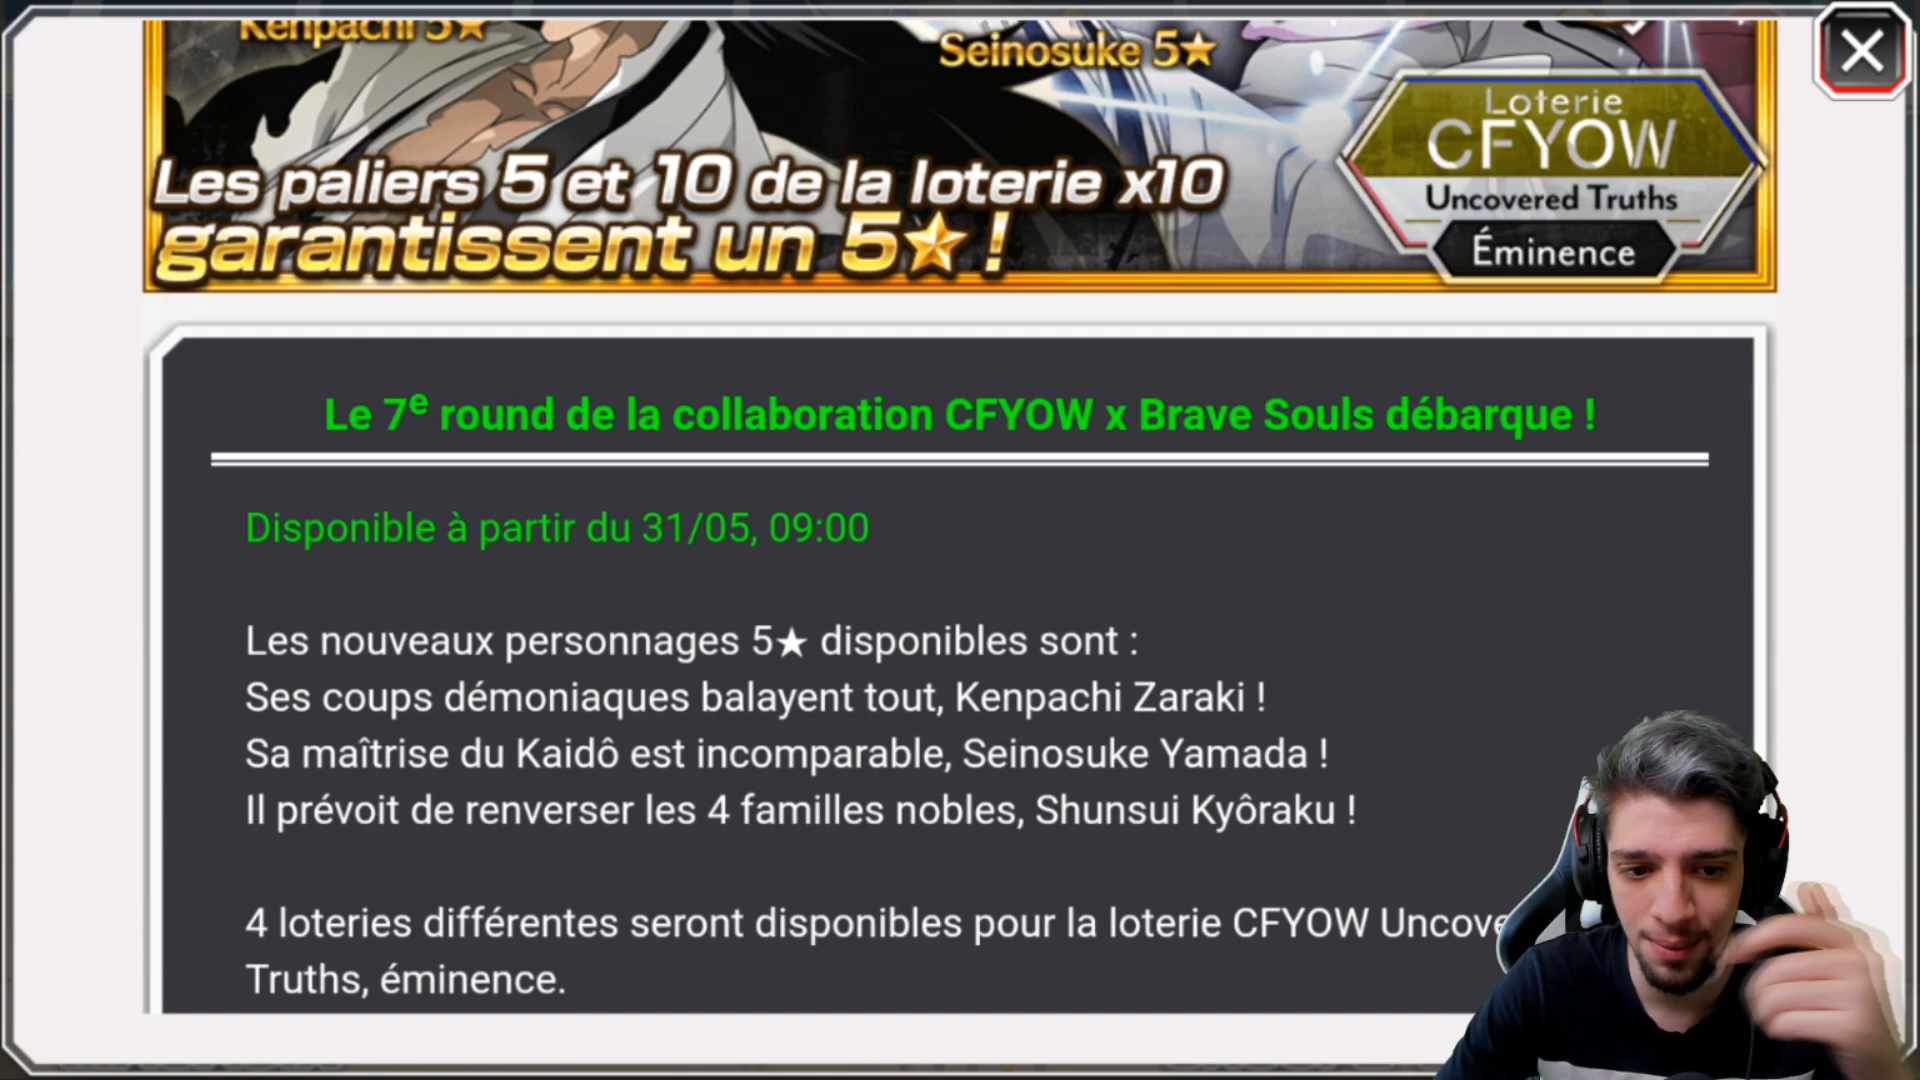 Kenpachi 5★
Seinosuke 5★
Loterie
CFYOW
Uncovered Truths
Éminence
Les paliers 5 et 10 de la loterie x10
garantissent un 5★ !
Le 7e round de la collaboration CFYOW x Brave Souls débarque !
Disponible à partir du 31/05, 09:00
Les nouveaux personnages 5★ disponibles sont :
Ses coups démoniaques balayent tout, Kenpachi Zaraki !
Sa maîtrise du Kaidô est incomparable, Seinosuke Yamada !
Il prévoit de renverser les 4 familles nobles, Shunsui Kyôraku !
4 loteries différentes seront disponibles pour la loterie CFYOW Uncove
Truths, éminence.